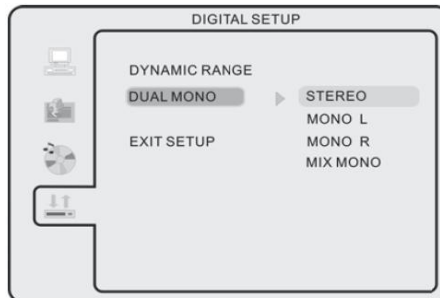 DIGITAL SETUP
DYNAMIC RANGE
DUAL MONO
EXIT SETUP
STEREO
MONO L
MONO R
MIX MONO